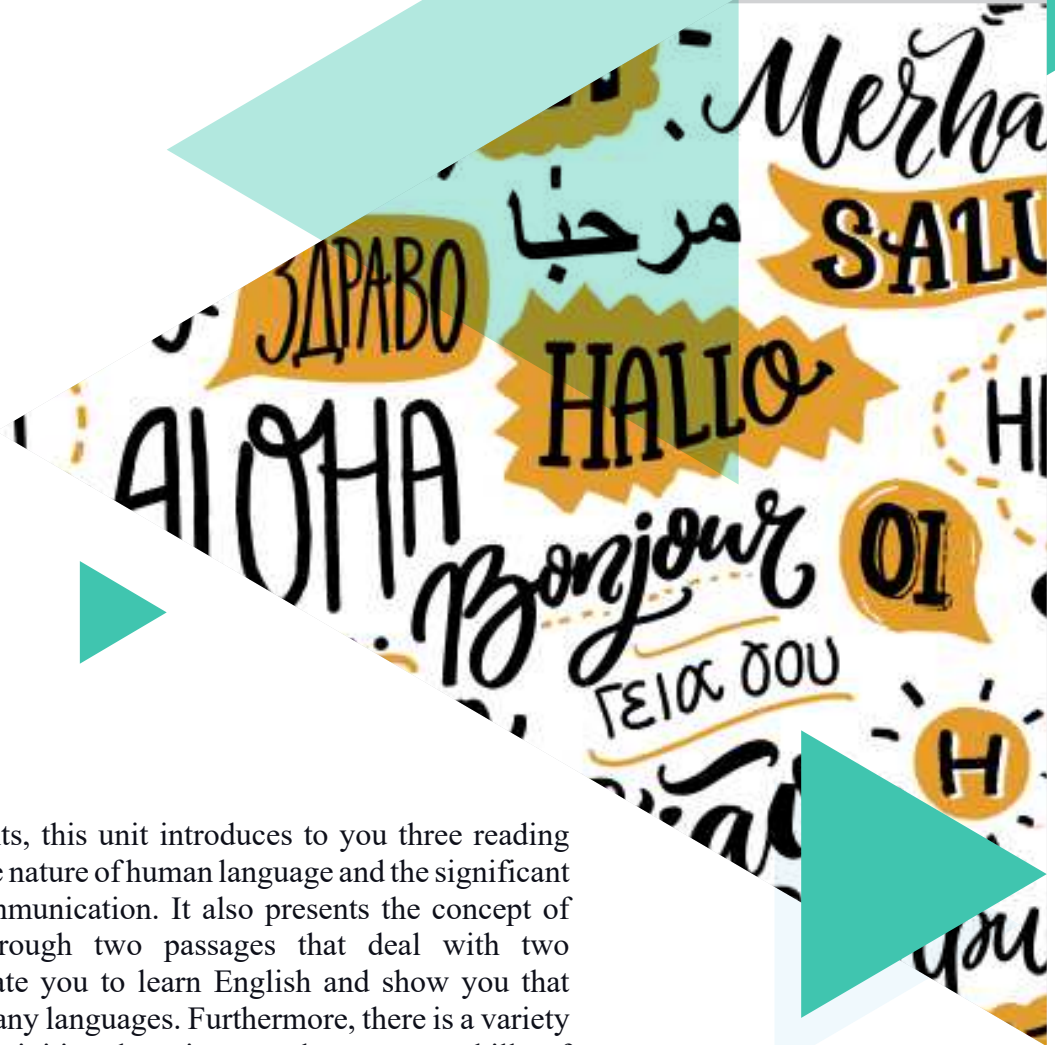 Merha
مرحبا
SALU
ЗДРАВО
HALLO
ALOHA
HI
Bonjour
OI
Γεια σου
H
nts, this unit introduces to you three reading
e nature of human language and the significant
mmunication. It also presents the concept of
rough two passages that deal with two
ate you to learn English and show you that
any languages. Furthermore, there is a variety